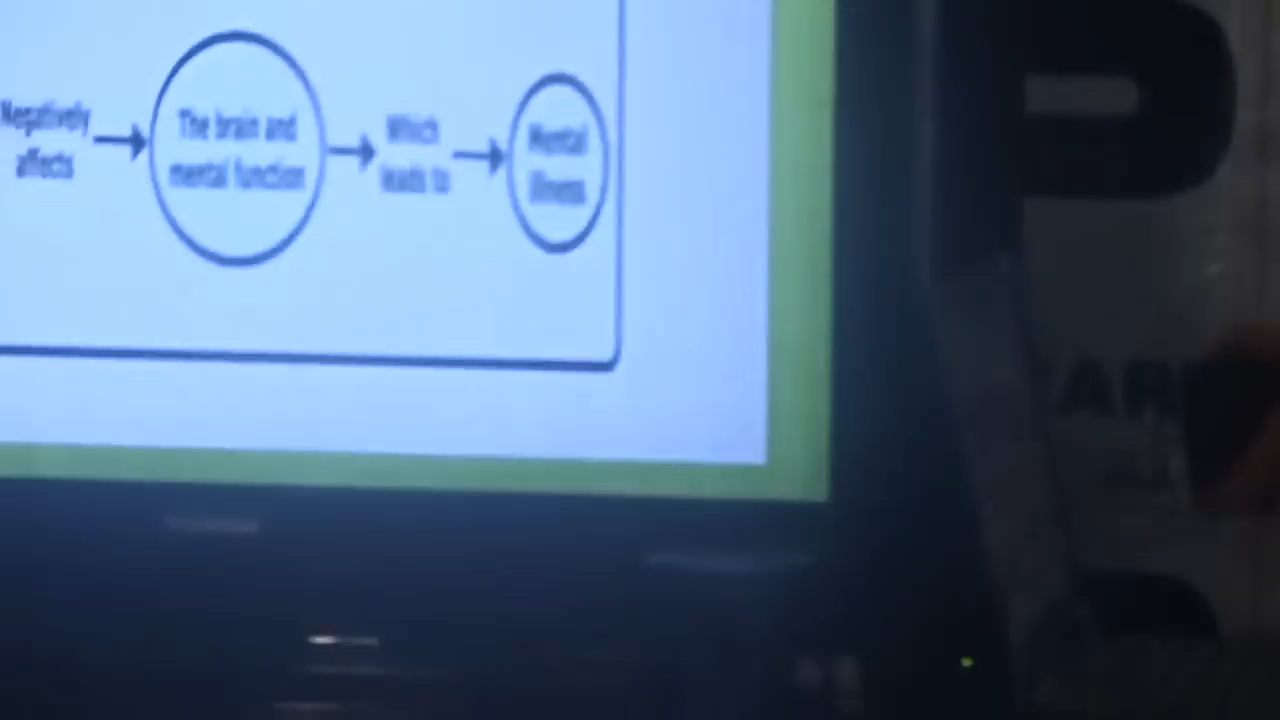 Negatively
affects
The brain and
mental function
Which
leads to
Mental
illness
P